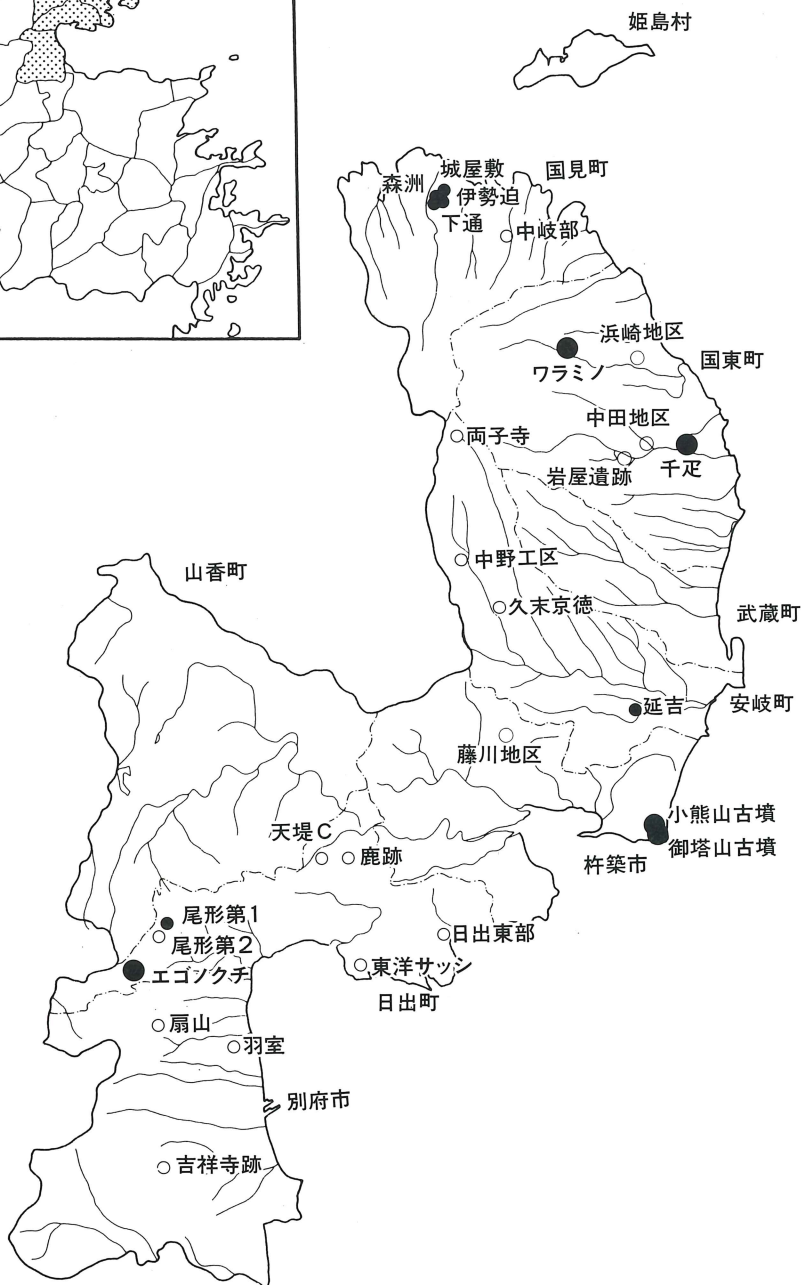 姫島村
城屋敷
国見町
森洲
伊勢迫
下通
中岐部
浜崎地区
国東町
ワラミノ
中田地区
両子寺
岩屋遺跡
千疋
中野工区
山香町
久末京徳
武蔵町
延吉
安岐町
藤川地区
小熊山古墳
天堤C
鹿跡
杵築市
御塔山古墳
尾形第1
尾形第2
日出東部
エゴノクチ
東洋サッシ
日出町
扇山
羽室
別府市
吉祥寺跡